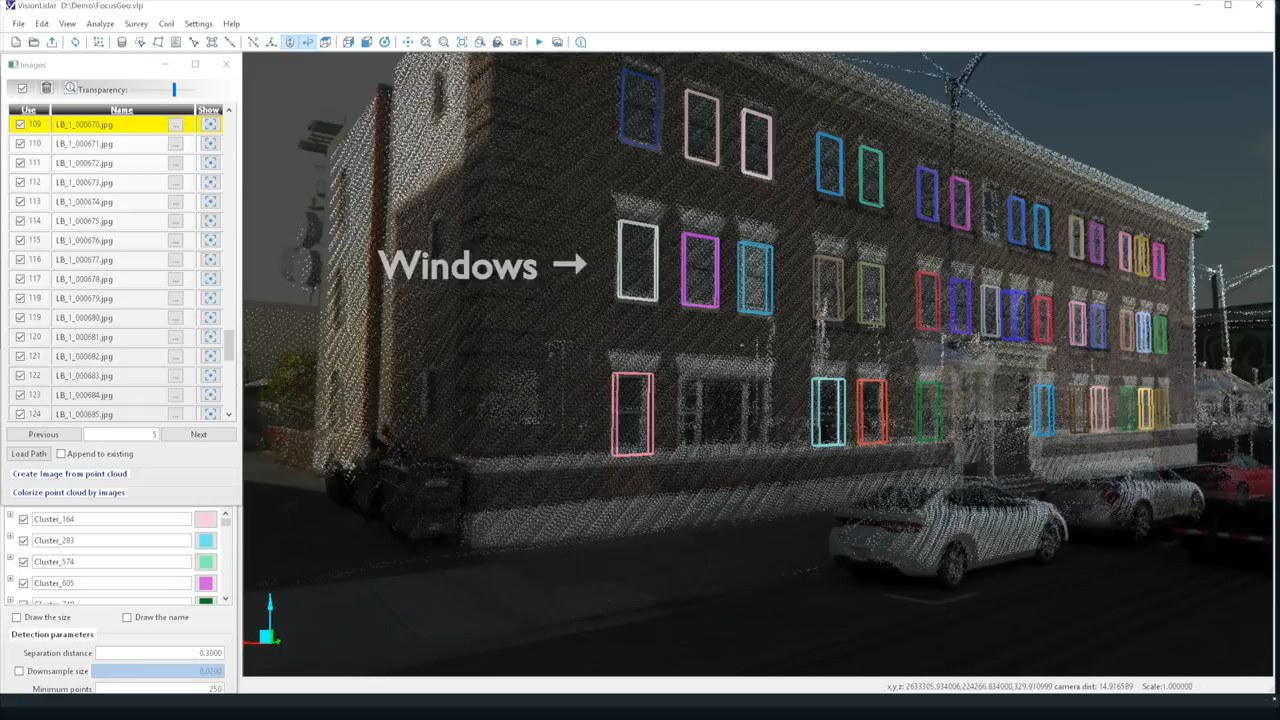 VisionLidar D:\Demo\FocusGeo.vlp
File Edit View Analyze Survey Civil Settings Help
Images
Transparency:
Use Name Show
109 LB_1_000670.jpg ...
110 LB_1_000671.jpg ...
111 LB_1_000672.jpg ...
112 LB_1_000673.jpg ...
113 LB_1_000674.jpg ...
114 LB_1_000675.jpg ...
115 LB_1_000676.jpg ...
116 LB_1_000677.jpg ...
117 LB_1_000678.jpg ...
118 LB_1_000679.jpg ...
119 LB_1_000680.jpg ...
120 LB_1_000681.jpg ...
121 LB_1_000682.jpg ...
122 LB_1_000683.jpg ...
123 LB_1_000684.jpg ...
124 LB_1_000685.jpg ...
Previous 5 Next
Load Path Append to existing
Create Image from point cloud
Colorize point cloud by images
Cluster_164
Cluster_283
Cluster_574
Cluster_605
Draw the size Draw the name
Detection parameters
Separation distance 0.3000
Downsample size 0.0200
Minimum points 250
Windows →
x,y,z: 2633305.934006,224266.834000,329.910999 camera dist: 14.916589 Scale:1.000000